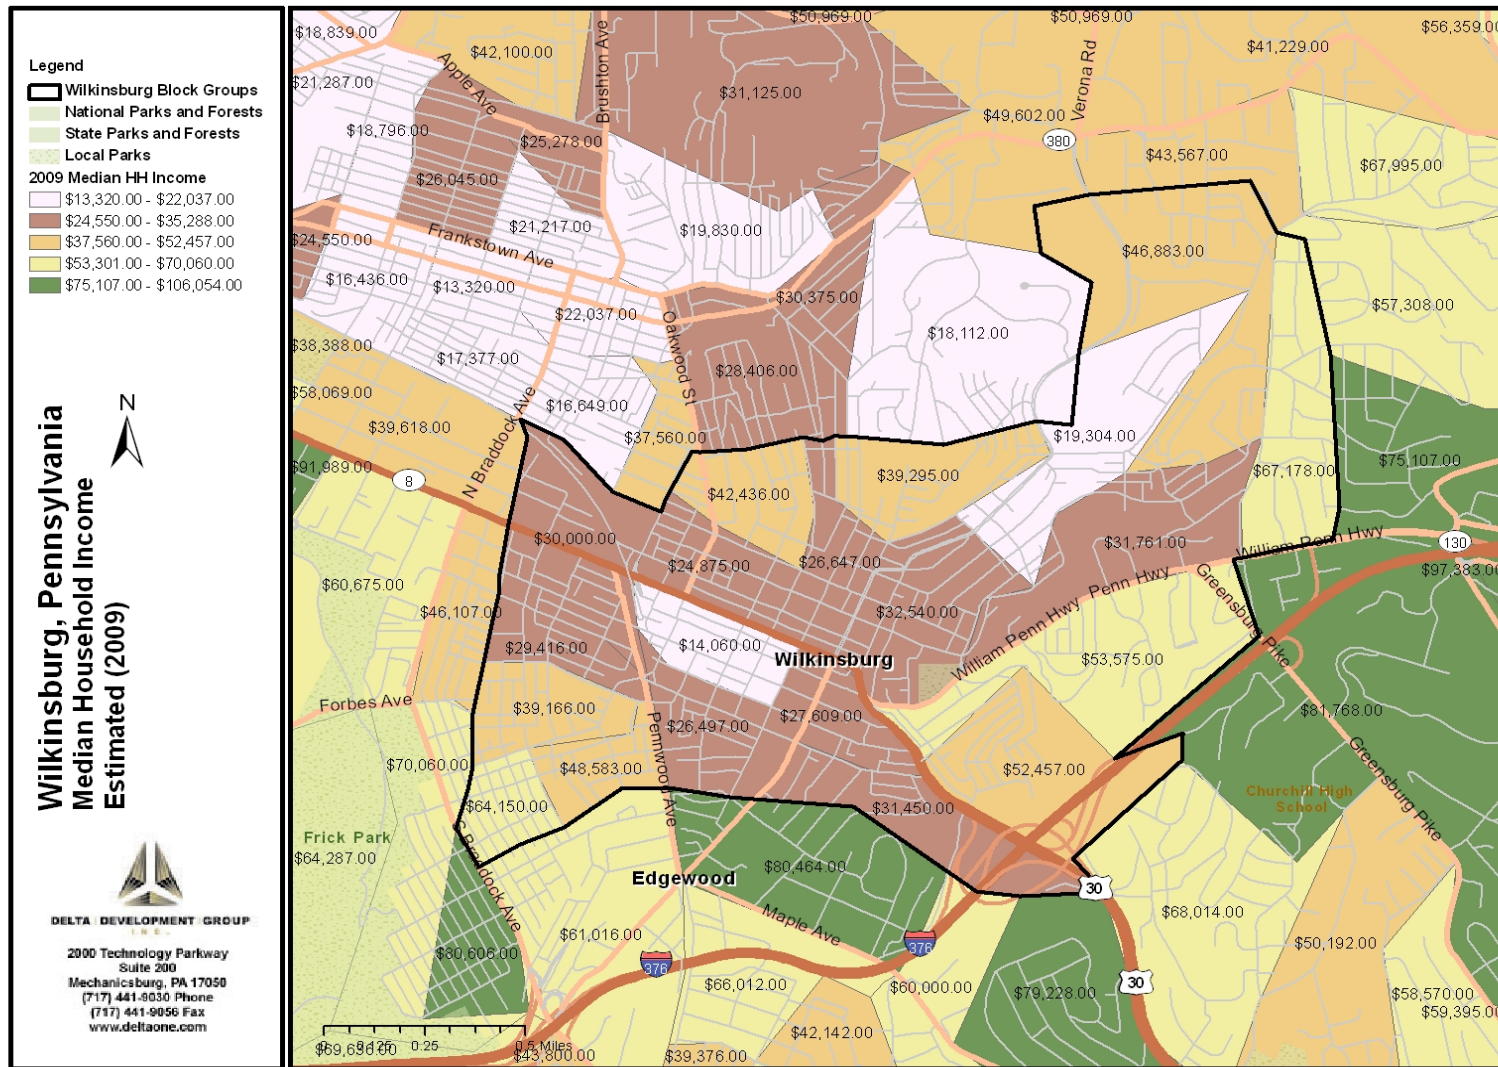 Legend
Wilkinsburg Block Groups
National Parks and Forests
State Parks and Forests
Local Parks
2009 Median HH Income
$13,320.00 - $22,037.00
$24,550.00 - $35,288.00
$37,560.00 - $52,457.00
$53,301.00 - $70,060.00
$75,107.00 - $106,054.00
N
Wilkinsburg, Pennsylvania
Median Household Income
Estimated (2009)
DELTA DEVELOPMENT GROUP
INC.
2000 Technology Parkway
Suite 200
Mechanicsburg, PA 17050
(717) 441-9030 Phone
(717) 441-9056 Fax
www.deltaone.com
$50,969.00
$50,969.00
$56,359.00
$18,839.00
$42,100.00
Brushton Ave
Verona Rd
$41,229.00
$21,287.00
Apple Ave
$31,125.00
$49,602.00
$18,796.00
$25,278.00
380
$43,567.00
$67,995.00
$26,045.00
$21,217.00
$19,830.00
$24,550.00
Frankstown Ave
$46,883.00
$16,436.00
$13,320.00
$30,375.00
$57,308.00
$22,037.00
Oakwood St
$18,112.00
$38,388.00
$17,377.00
$28,406.00
$58,069.00
$16,649.00
$39,618.00
N Braddock Ave
$37,560.00
$19,304.00
$91,989.00
8
$42,436.00
$39,295.00
$67,178.00
$75,107.00
$30,000.00
$24,875.00
$26,647.00
$31,761.00
William Penn Hwy
130
$97,383.00
$60,675.00
$46,107.00
$32,540.00
Penn Hwy
William Penn Hwy
Greensburg Pike
$29,416.00
$14,060.00
Wilkinsburg
$53,575.00
Forbes Ave
$39,166.00
$26,497.00
$27,609.00
$81,768.00
Pennwood Ave
$70,060.00
$48,583.00
$52,457.00
Greensburg Pike
$64,150.00
$31,450.00
Churchill High
School
Frick Park
$64,287.00
S Braddock Ave
Edgewood
$80,464.00
30
$61,016.00
Maple Ave
$68,014.00
$80,606.00
376
376
$50,192.00
$66,012.00
$60,000.00
30
$79,228.00
$58,570.00
$59,395.00
$42,142.00
0 0.125 0.25 0.5 Miles
$69,636.00
$43,800.00
$39,376.00